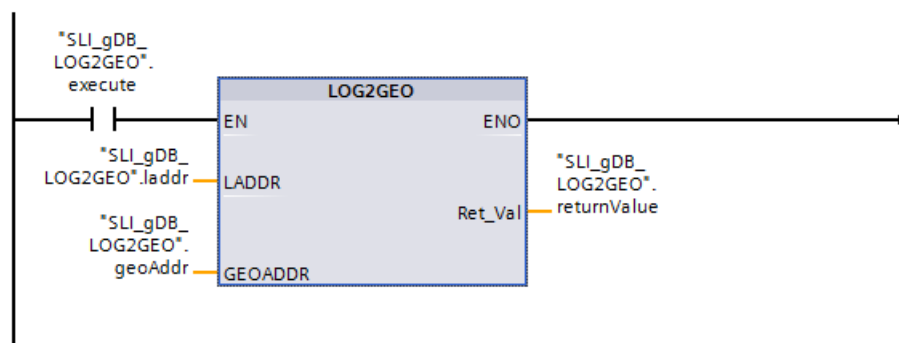 "SLI_gDB_
LOG2GEO".
execute
LOG2GEO
EN
ENO
"SLI_gDB_
LOG2GEO".laddr
LADDR
"SLI_gDB_
LOG2GEO".
returnValue
Ret_Val
"SLI_gDB_
LOG2GEO".
geoAddr
GEOADDR